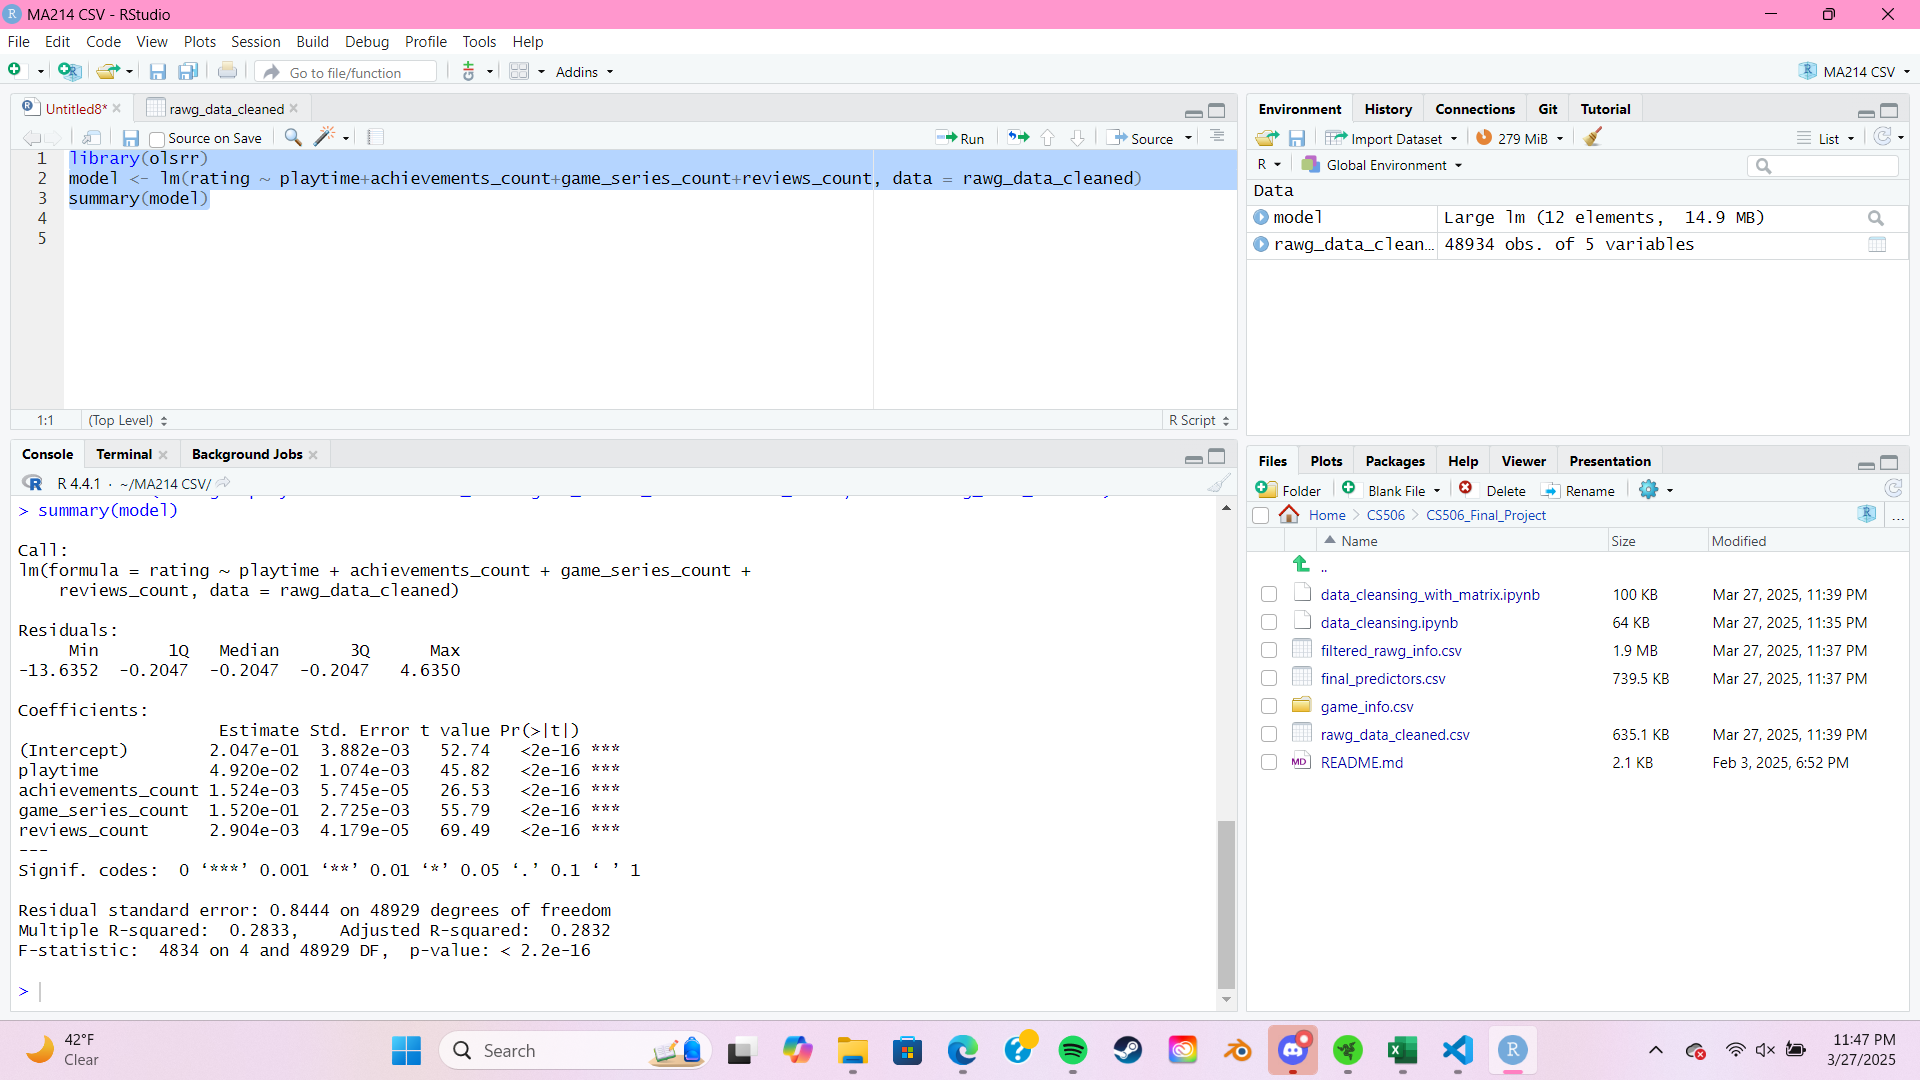 MA214 CSV - RStudio
File Edit Code View Plots Session Build Debug Profile Tools Help
Go to file/function
Addins
MA214 CSV
Untitled8*
rawg_data_cleaned
Source on Save
Run
Source
1 library(olsrr)
2 model <- lm(rating ~ playtime+achievements_count+game_series_count+reviews_count, data = rawg_data_cleaned)
3 summary(model)
4
5
1:1 (Top Level) R Script
Console Terminal Background Jobs
R 4.4.1 · ~/MA214 CSV/
> summary(model)
Call:
lm(formula = rating ~ playtime + achievements_count + game_series_count +
reviews_count, data = rawg_data_cleaned)
Residuals:
Min 1Q Median 3Q Max
-13.6352 -0.2047 -0.2047 -0.2047 4.6350
Coefficients:
Estimate Std. Error t value Pr(>|t|)
(Intercept) 2.047e-01 3.882e-03 52.74 <2e-16 ***
playtime 4.920e-02 1.074e-03 45.82 <2e-16 ***
achievements_count 1.524e-03 5.745e-05 26.53 <2e-16 ***
game_series_count 1.520e-01 2.725e-03 55.79 <2e-16 ***
reviews_count 2.904e-03 4.179e-05 69.49 <2e-16 ***
---
Signif. codes: 0 ‘***’ 0.001 ‘**’ 0.01 ‘*’ 0.05 ‘.’ 0.1 ‘ ’ 1
Residual standard error: 0.8444 on 48929 degrees of freedom
Multiple R-squared: 0.2833, Adjusted R-squared: 0.2832
F-statistic: 4834 on 4 and 48929 DF, p-value: < 2.2e-16
>
Environment History Connections Git Tutorial
Import Dataset 279 MiB List
R Global Environment
Data
model Large lm (12 elements, 14.9 MB)
rawg_data_clean… 48934 obs. of 5 variables
Files Plots Packages Help Viewer Presentation
Folder Blank File Delete Rename
Home CS506 CS506_Final_Project ...
Name Size Modified
..
data_cleansing_with_matrix.ipynb 100 KB Mar 27, 2025, 11:39 PM
data_cleansing.ipynb 64 KB Mar 27, 2025, 11:35 PM
filtered_rawg_info.csv 1.9 MB Mar 27, 2025, 11:37 PM
final_predictors.csv 739.5 KB Mar 27, 2025, 11:37 PM
game_info.csv
rawg_data_cleaned.csv 635.1 KB Mar 27, 2025, 11:39 PM
README.md 2.1 KB Feb 3, 2025, 6:52 PM
42°F
Clear
Search
11:47 PM
3/27/2025